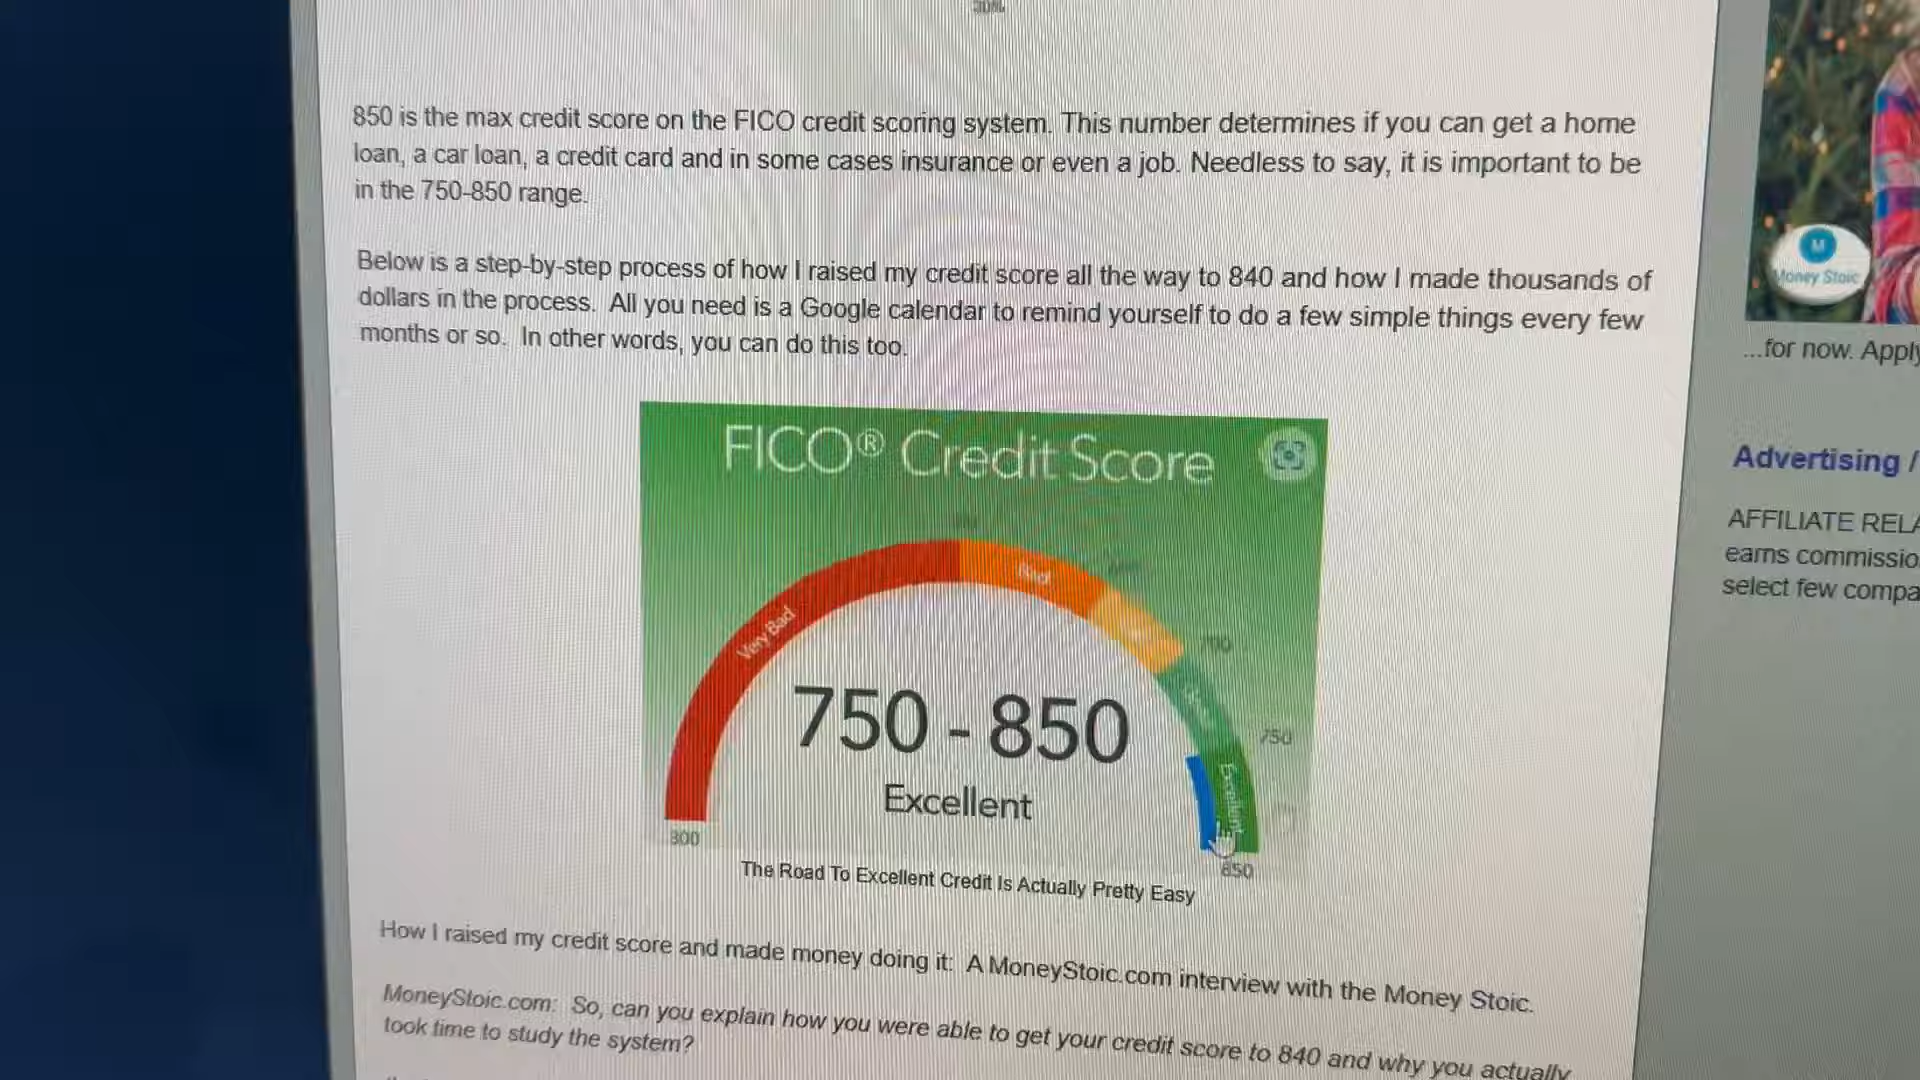 30%
850 is the max credit score on the FICO credit scoring system. This number determines if you can get a home
loan, a car loan, a credit card and in some cases insurance or even a job. Needless to say, it is important to be
in the 750-850 range.
Below is a step-by-step process of how I raised my credit score all the way to 840 and how I made thousands of
dollars in the process. All you need is a Google calendar to remind yourself to do a few simple things every few
months or so. In other words, you can do this too.
FICO® Credit Score
Bad
Very Bad
700
750
Excellent
750 - 850
Excellent
300
850
The Road To Excellent Credit Is Actually Pretty Easy
How I raised my credit score and made money doing it: A MoneyStoic.com interview with the Money Stoic.
MoneyStoic.com: So, can you explain how you were able to get your credit score to 840 and why you actually
took time to study the system?
M
Money Stoic
...for now. Apply
Advertising /
AFFILIATE RELA
earns commissio
select few compa